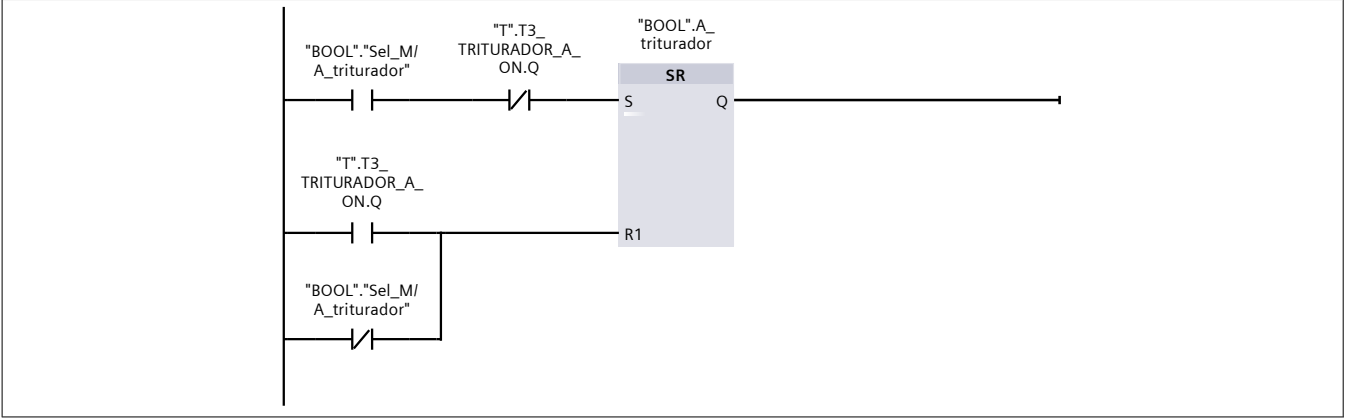 "BOOL"."Sel_M/
A_triturador"
"T".T3_
TRITURADOR_A_
ON.Q
"BOOL".A_
triturador
SR
S
Q
"T".T3_
TRITURADOR_A_
ON.Q
R1
"BOOL"."Sel_M/
A_triturador"